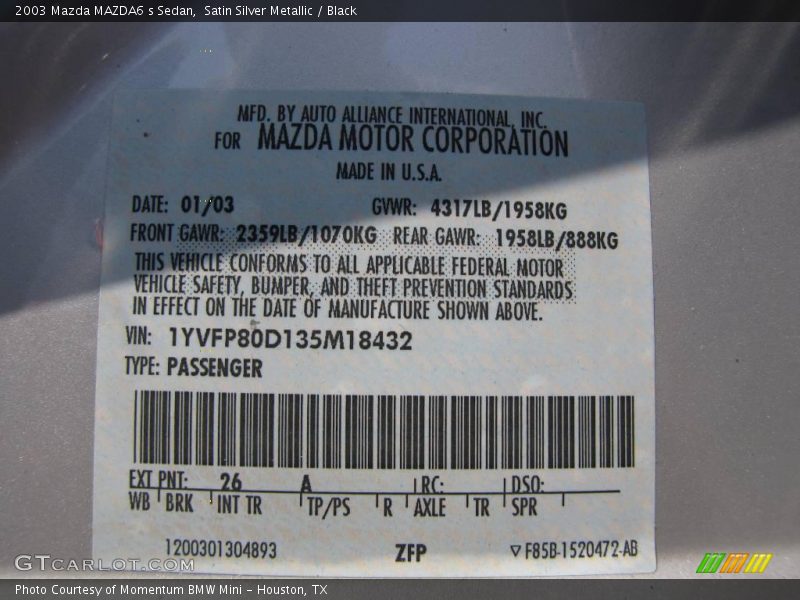 2003 Mazda MAZDA6 s Sedan,  Satin Silver Metallic / Black
MFD. BY AUTO ALLIANCE INTERNATIONAL, INC.
FOR MAZDA MOTOR CORPORATION
MADE IN U.S.A.
DATE: 01/03 GVWR: 4317LB/1958KG
FRONT GAWR: 2359LB/1070KG REAR GAWR: 1958LB/888KG
THIS VEHICLE CONFORMS TO ALL APPLICABLE FEDERAL MOTOR
VEHICLE SAFETY, BUMPER, AND THEFT PREVENTION STANDARDS
IN EFFECT ON THE DATE OF MANUFACTURE SHOWN ABOVE.
VIN: 1YVFP80D135M18432
TYPE: PASSENGER
EXT PNT: 26 A RC: DSO:
WB BRK INT TR TP/PS R AXLE TR SPR
1200301304893 ZFP F85B-1520472-AB
GTCarLot.com
Photo Courtesy of Momentum BMW Mini - Houston, TX